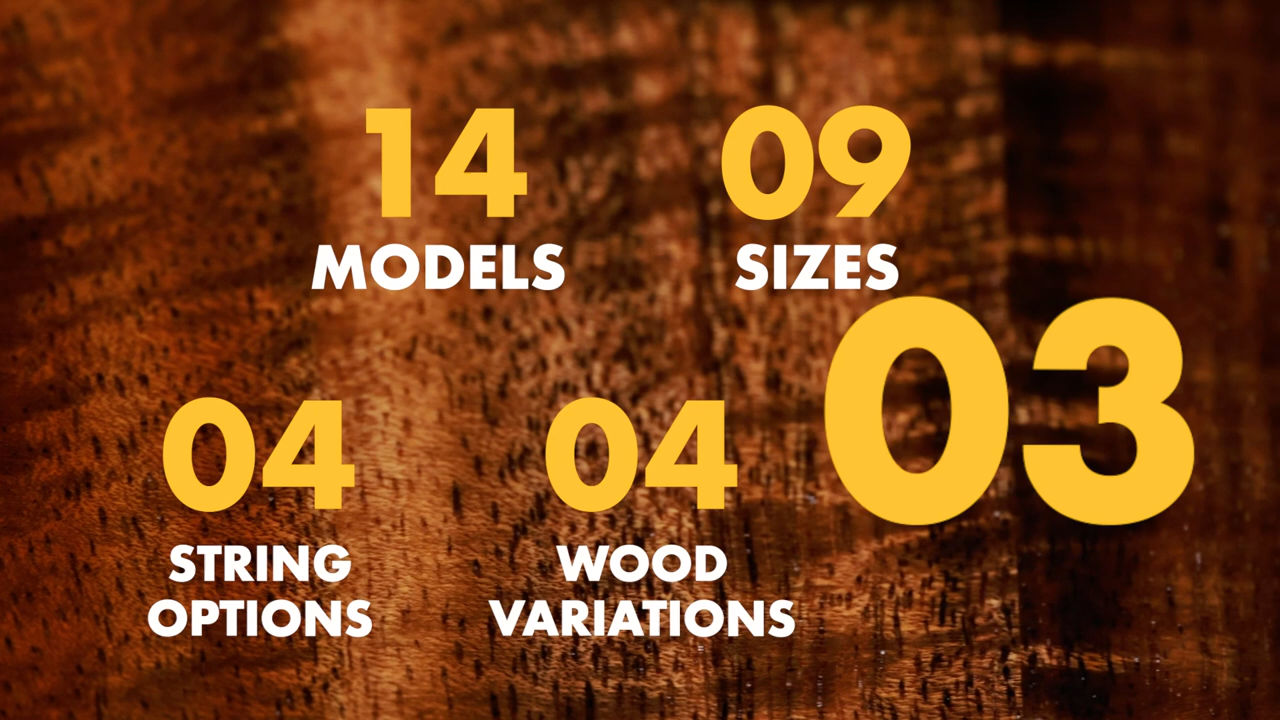 14
MODELS
09
SIZES
04
STRING
OPTIONS
04
WOOD
VARIATIONS
03